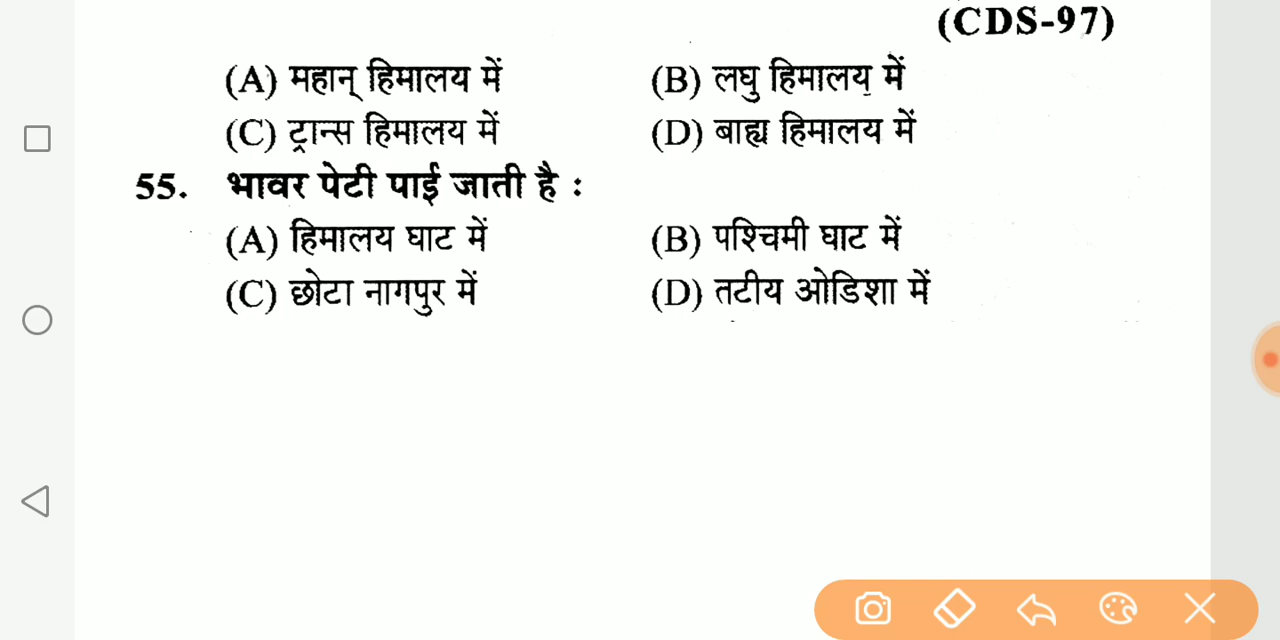 (CDS-97)
(A) महान् हिमालय में (B) लघु हिमालय में
(C) ट्रान्स हिमालय में (D) बाह्य हिमालय में
55. भावर पेटी पाई जाती है :
(A) हिमालय घाट में (B) पश्चिमी घाट में
(C) छोटा नागपुर में (D) तटीय ओडिशा में